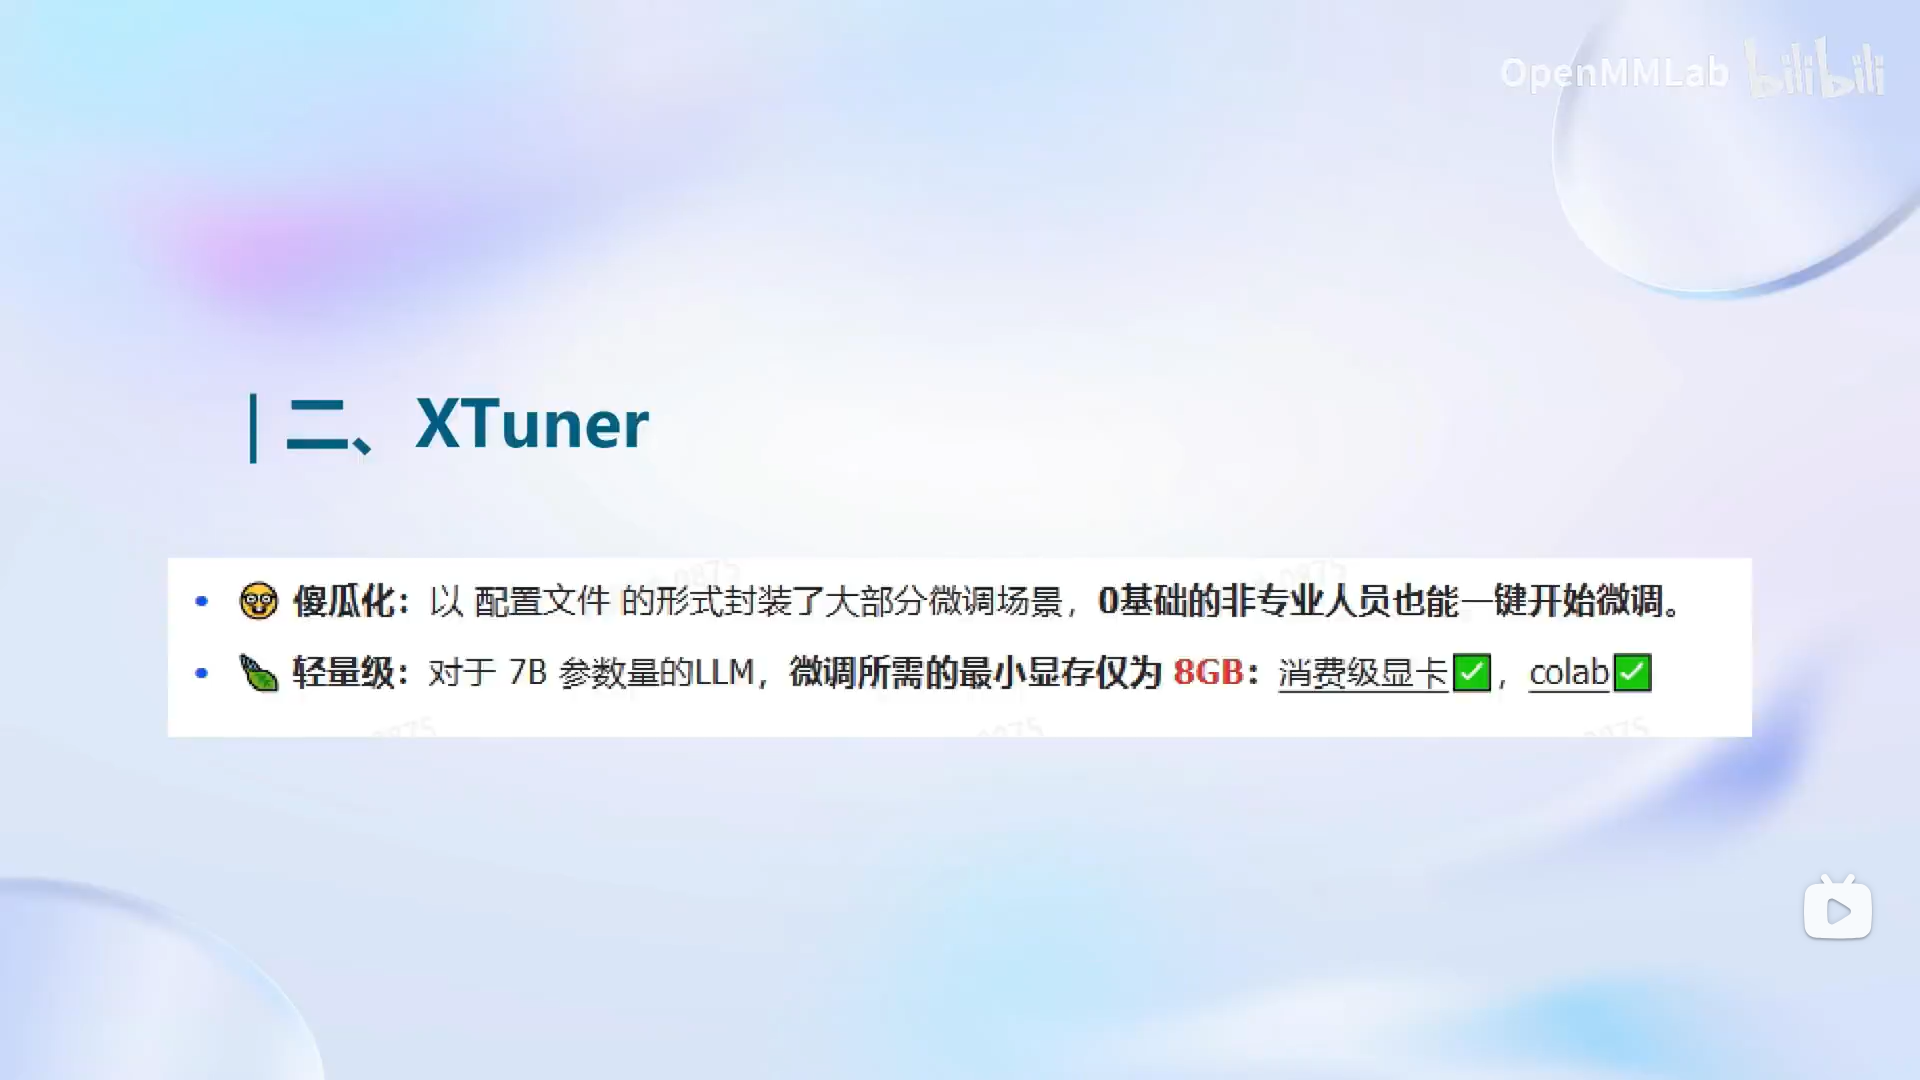 OpenMMLab bilibili
二、XTuner
• 🤓 傻瓜化：以 配置文件 的形式封装了大部分微调场景，0基础的非专业人员也能一键开始微调。
• 🍃 轻量级：对于 7B 参数量的LLM，微调所需的最小显存仅为 8GB：消费级显卡✅，colab✅